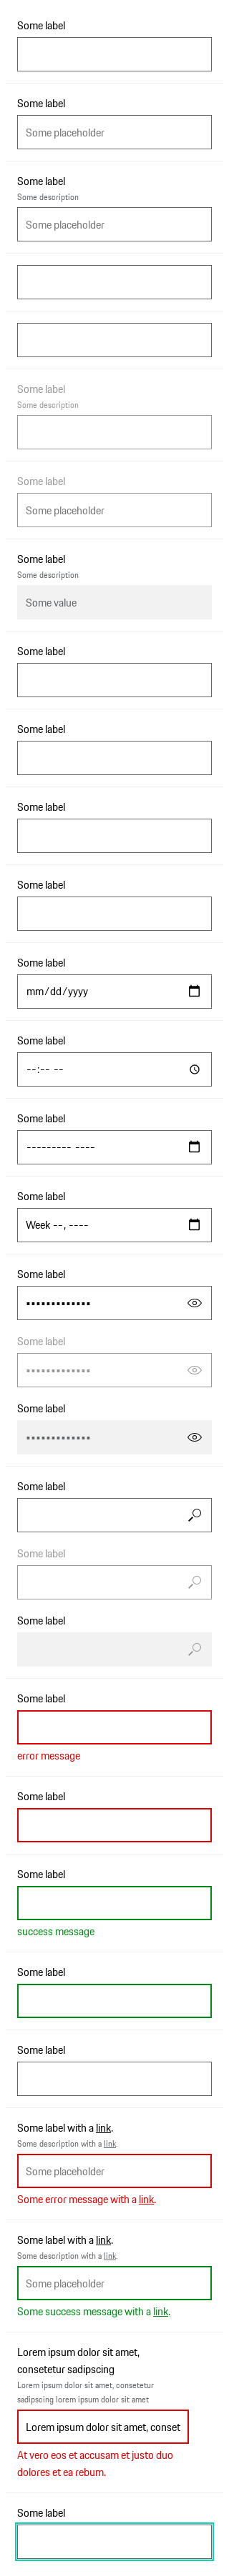 Some label
Some label
Some placeholder
Some label
Some description
Some placeholder
Some label
Some description
Some label
Some placeholder
Some label
Some description
Some value
Some label
Some label
Some label
Some label
Some label
mm/dd/yyyy
Some label
--:-- --
Some label
--------- ----
Some label
Week --, ----
Some label
•••••••••••••
Some label
•••••••••••••
Some label
•••••••••••••
Some label
Some label
Some label
Some label
error message
Some label
Some label
success message
Some label
Some label
Some label with a link.
Some description with a link.
Some placeholder
Some error message with a link.
Some label with a link.
Some description with a link.
Some placeholder
Some success message with a link.
Lorem ipsum dolor sit amet,
consetetur sadipscing
Lorem ipsum dolor sit amet, consetetur
sadipscing lorem ipsum dolor sit amet
Lorem ipsum dolor sit amet, conset
At vero eos et accusam et justo duo
dolores et ea rebum.
Some label